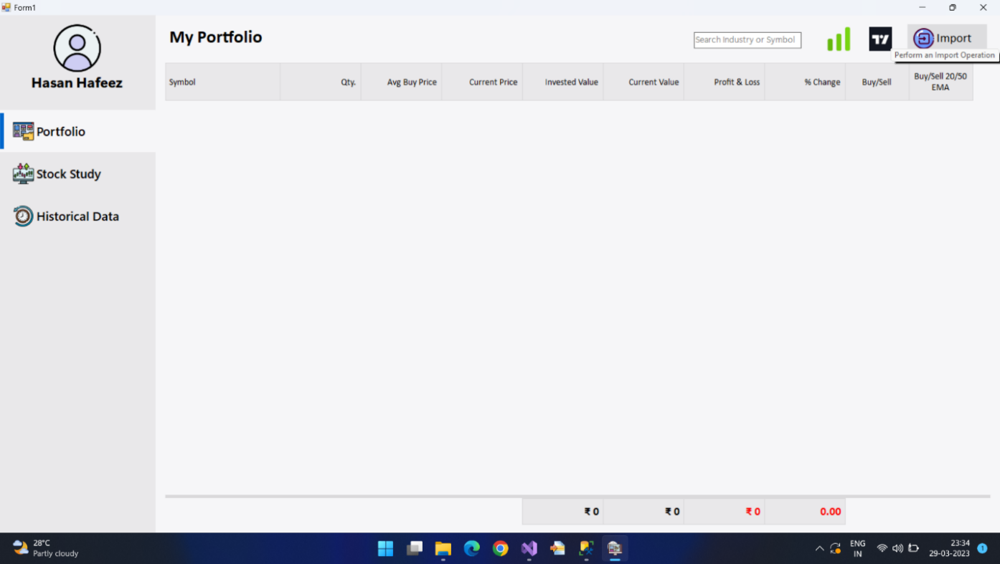 Form1
Hasan Hafeez
Portfolio
Stock Study
Historical Data
My Portfolio
Search Industry or Symbol
Import
Perform an Import Operation
Symbol
Qty.
Avg Buy Price
Current Price
Invested Value
Current Value
Profit & Loss
% Change
Buy/Sell
Buy/Sell 20/50
EMA
₹ 0
₹ 0
₹ 0
0.00
28°C
Partly cloudy
ENG
IN
23:34
29-03-2023
1